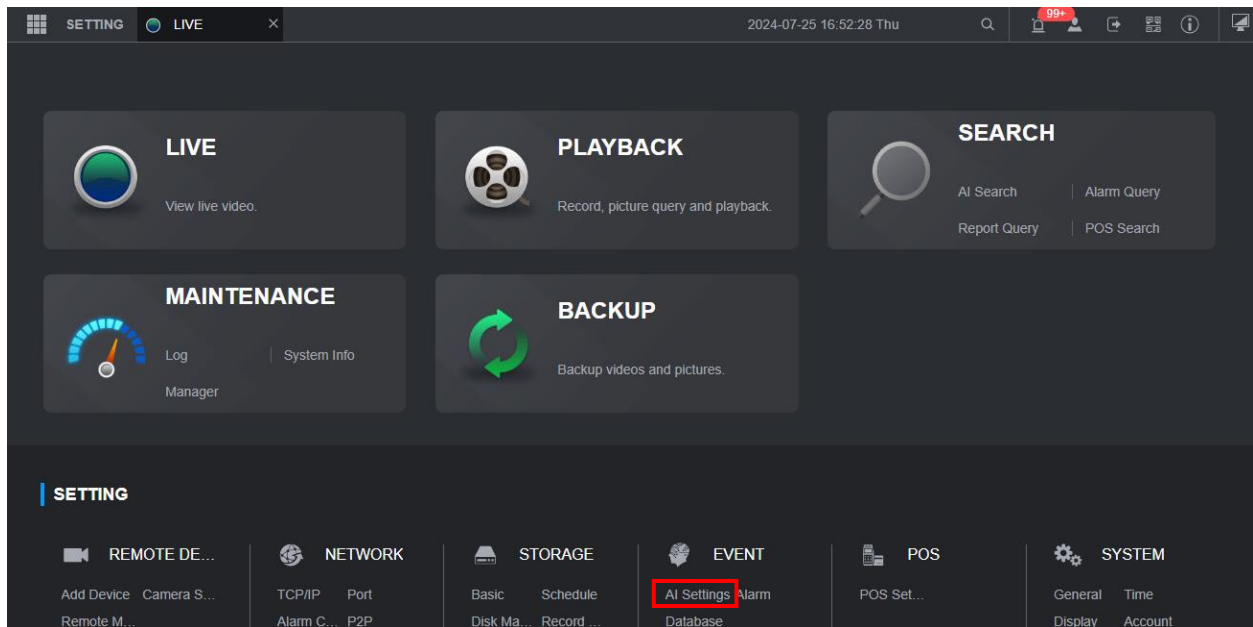 SETTING LIVE × 2024-07-25 16:52:28 Thu 99+
LIVE
View live video.
PLAYBACK
Record, picture query and playback.
SEARCH
AI Search Alarm Query
Report Query POS Search
MAINTENANCE
Log System Info
Manager
BACKUP
Backup videos and pictures.
SETTING
REMOTE DE... NETWORK STORAGE EVENT POS SYSTEM
Add Device Camera S... TCP/IP Port Basic Schedule AI Settings Alarm POS Set... General Time
Remote M... Alarm C... P2P Disk Ma... Record ... Database Display Account